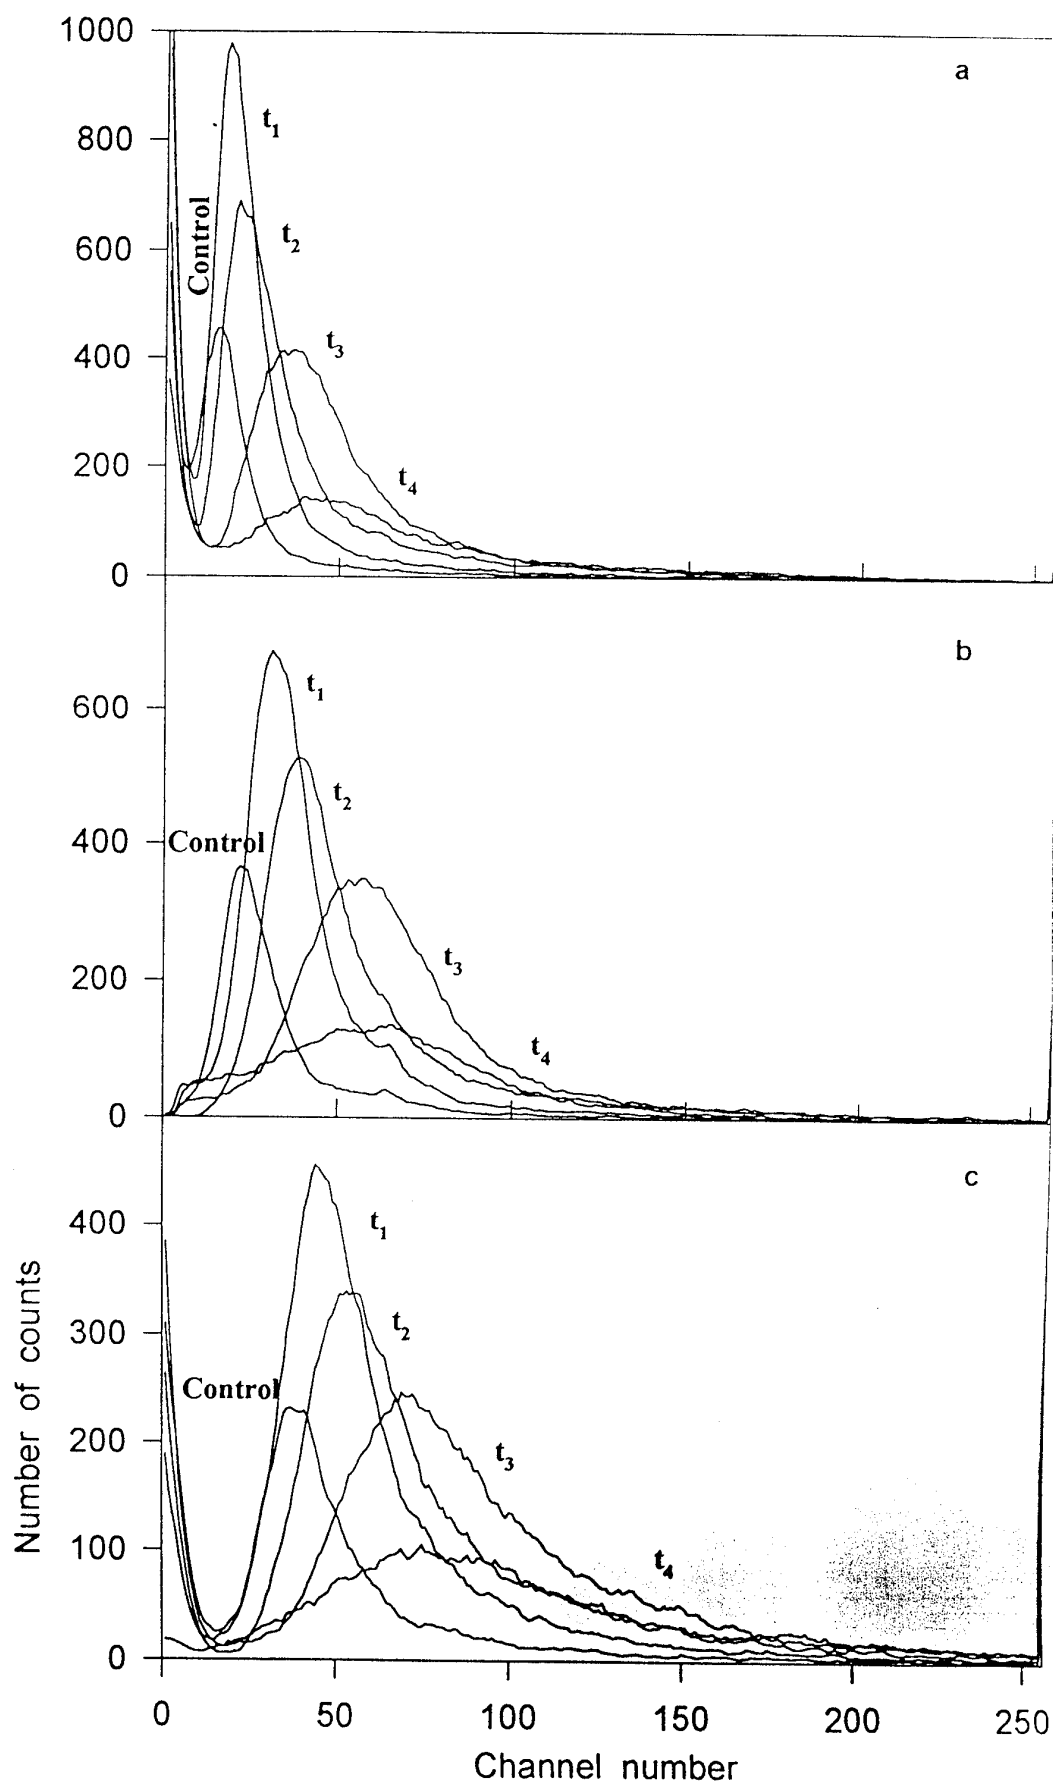 1000
a
t1
800
Control
t2
600
t3
400
t4
200
0
b
t1
600
t2
Control
400
t3
200
t4
0
c
t1
400
t2
300
Control
200
t3
100
t4
0
Number of counts
0 50 100 150 200 250
Channel number